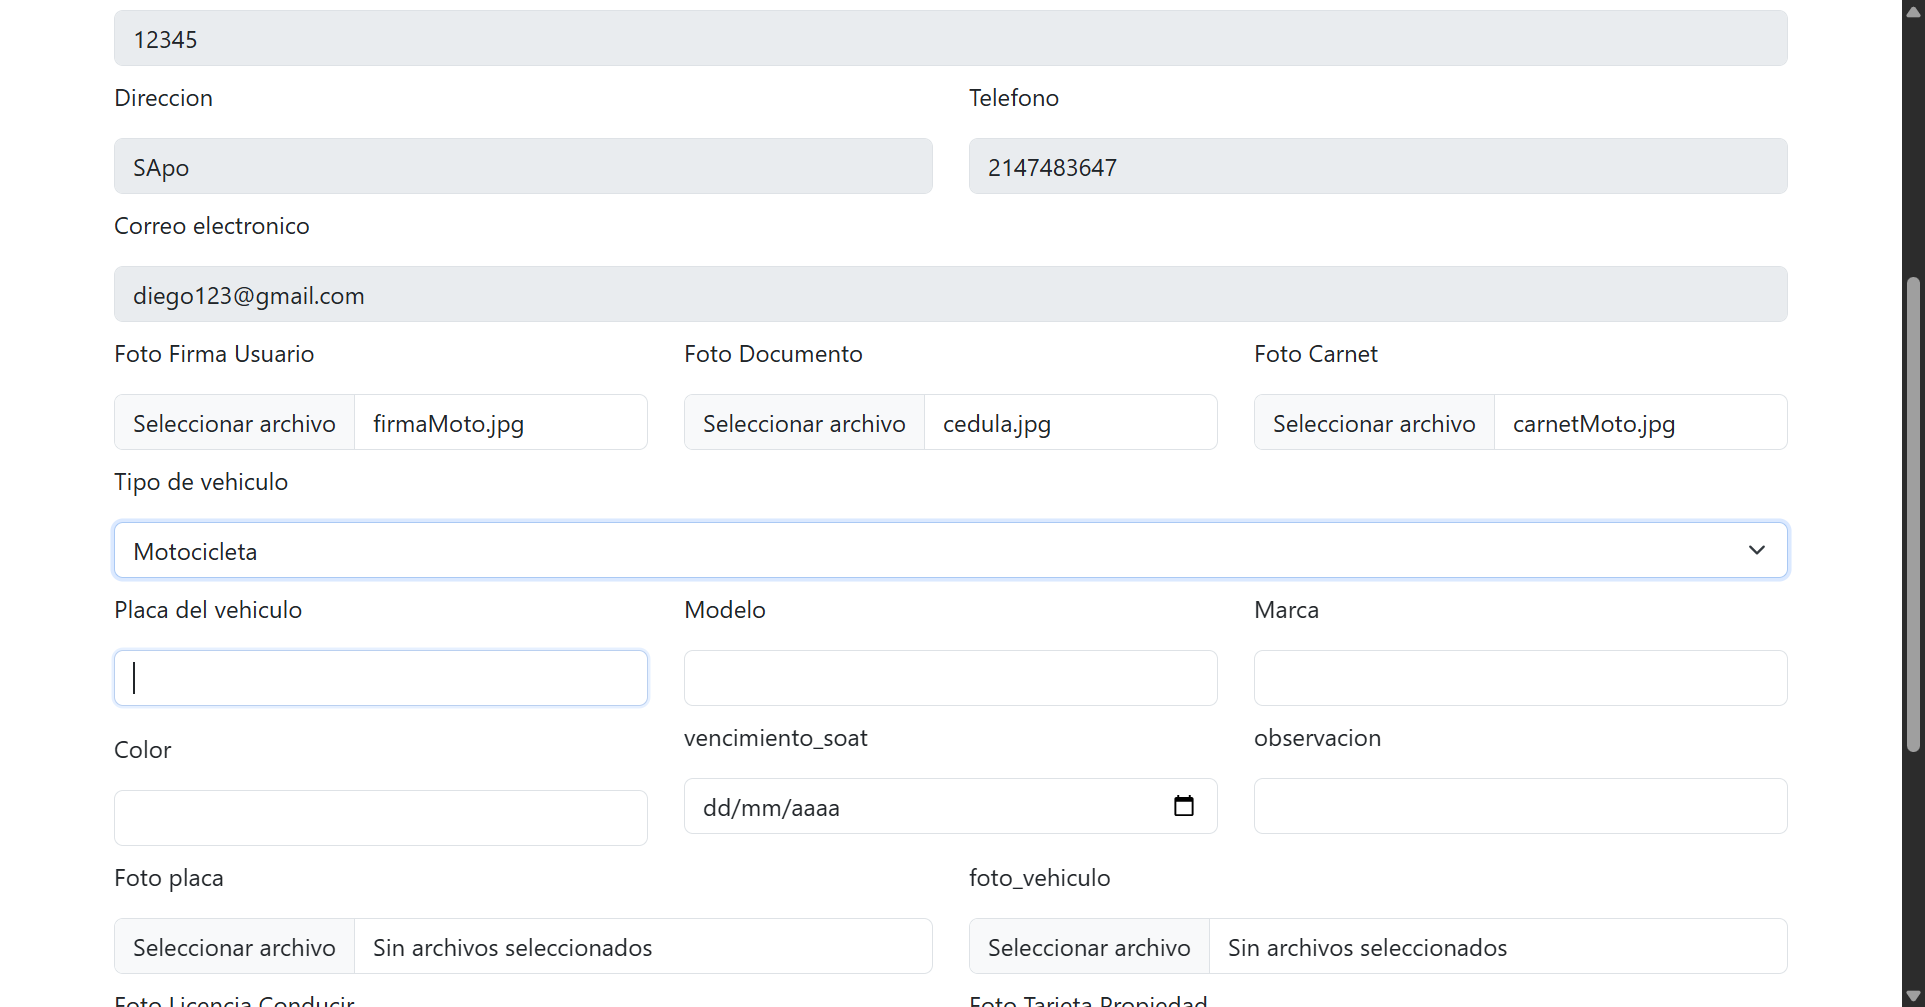 12345
Direccion
Telefono
SApo
2147483647
Correo electronico
diego123@gmail.com
Foto Firma Usuario
Foto Documento
Foto Carnet
Seleccionar archivo firmaMoto.jpg
Seleccionar archivo cedula.jpg
Seleccionar archivo carnetMoto.jpg
Tipo de vehiculo
Motocicleta
Placa del vehiculo
Modelo
Marca
Color
vencimiento_soat
observacion
dd/mm/aaaa
Foto placa
foto_vehiculo
Seleccionar archivo Sin archivos seleccionados
Seleccionar archivo Sin archivos seleccionados
Foto Licencia Conducir
Foto Tarjeta Propiedad